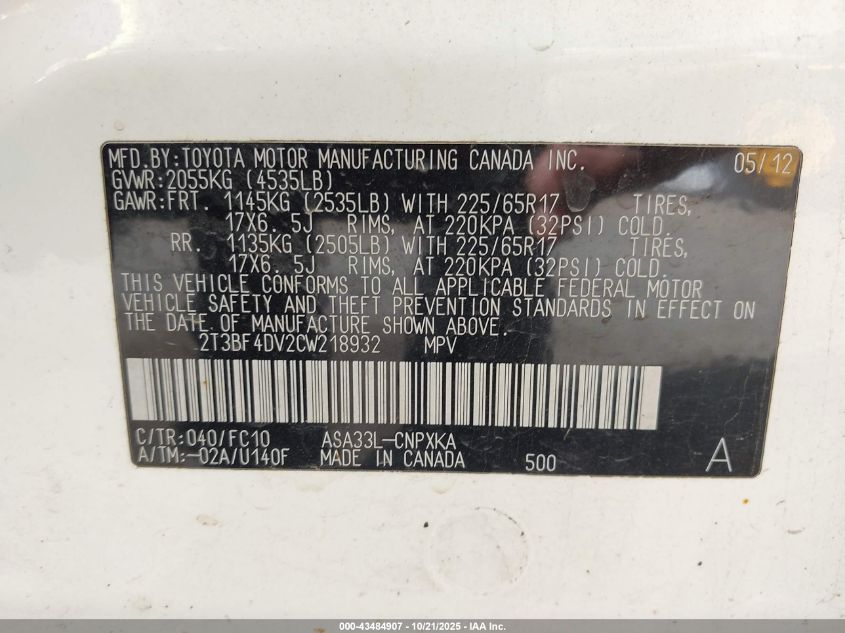 MFD.BY:TOYOTA MOTOR MANUFACTURING CANADA INC. 05/12
GVWR:2055KG (4535LB)
GAWR:FRT. 1145KG (2535LB) WITH 225/65R17 TIRES,
17X6. 5J RIMS, AT 220KPA (32PSI) COLD.
RR. 1135KG (2505LB) WITH 225/65R17 TIRES,
17X6. 5J RIMS, AT 220KPA (32PSI) COLD.
THIS VEHICLE CONFORMS TO ALL APPLICABLE FEDERAL MOTOR
VEHICLE SAFETY AND THEFT PREVENTION STANDARDS IN EFFECT ON
THE DATE OF MANUFACTURE SHOWN ABOVE.
2T3BF4DV2CW218932 MPV
C/TR:040/FC10 ASA33L-CNPXKA
A/TM:-02A/U140F MADE IN CANADA 500 A
000-43484907 - 10/21/2025 - IAA Inc.